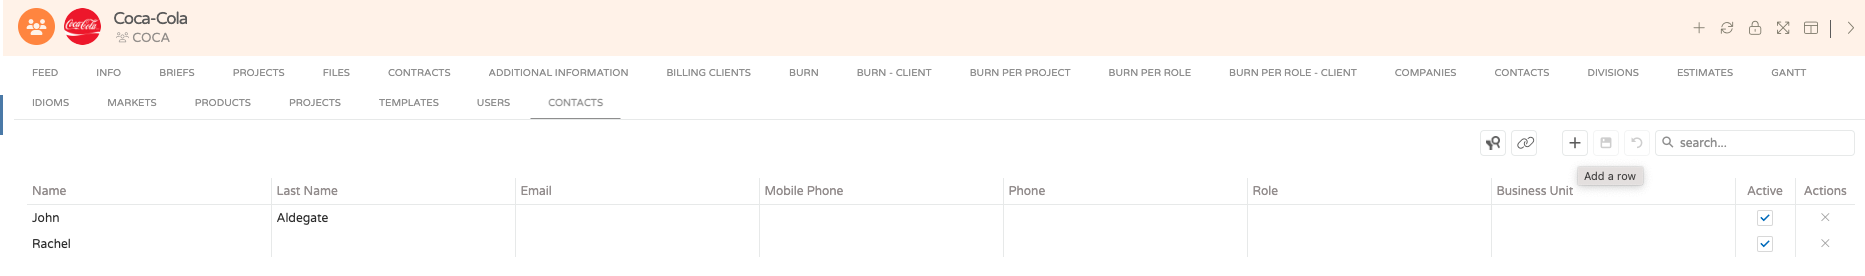 Coca-Cola
Coca-Cola
COCA
FEED INFO BRIEFS PROJECTS FILES CONTRACTS ADDITIONAL INFORMATION BILLING CLIENTS BURN BURN - CLIENT BURN PER PROJECT BURN PER ROLE BURN PER ROLE - CLIENT COMPANIES CONTACTS DIVISIONS ESTIMATES GANTT
IDIOMS MARKETS PRODUCTS PROJECTS TEMPLATES USERS CONTACTS
search...
Add a row
Name Last Name Email Mobile Phone Phone Role Business Unit Active Actions
John Aldegate
Rachel